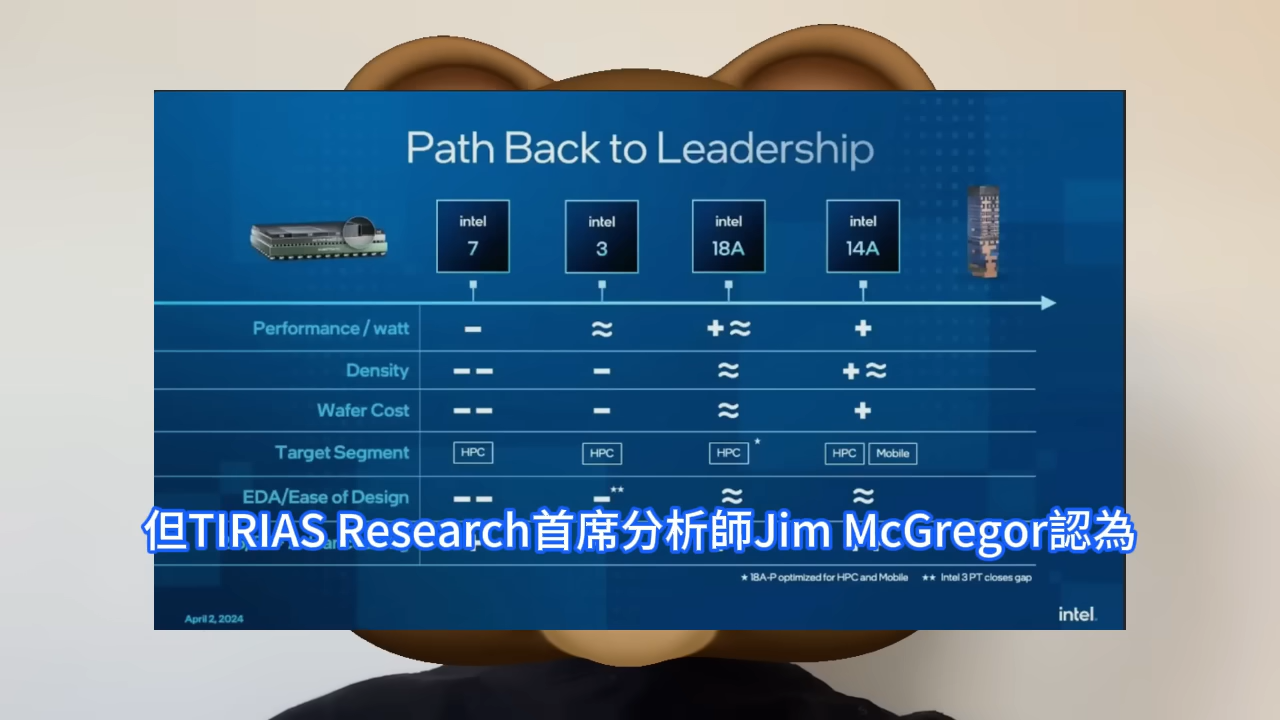 Path Back to Leadership
intel 7
intel 3
intel 18A
intel 14A
Performance / watt − ≈ +≈ +
Density −− − ≈ +≈
Wafer Cost −− − ≈ +
Target Segment HPC HPC HPC ★ HPC Mobile
EDA/Ease of Design −− −★★ ≈ ≈
但TIRIAS Research首席分析師Jim McGregor認為
★ 18A-P optimized for HPC and Mobile ★★ Intel 3 PT closes gap
April 2, 2024
intel.